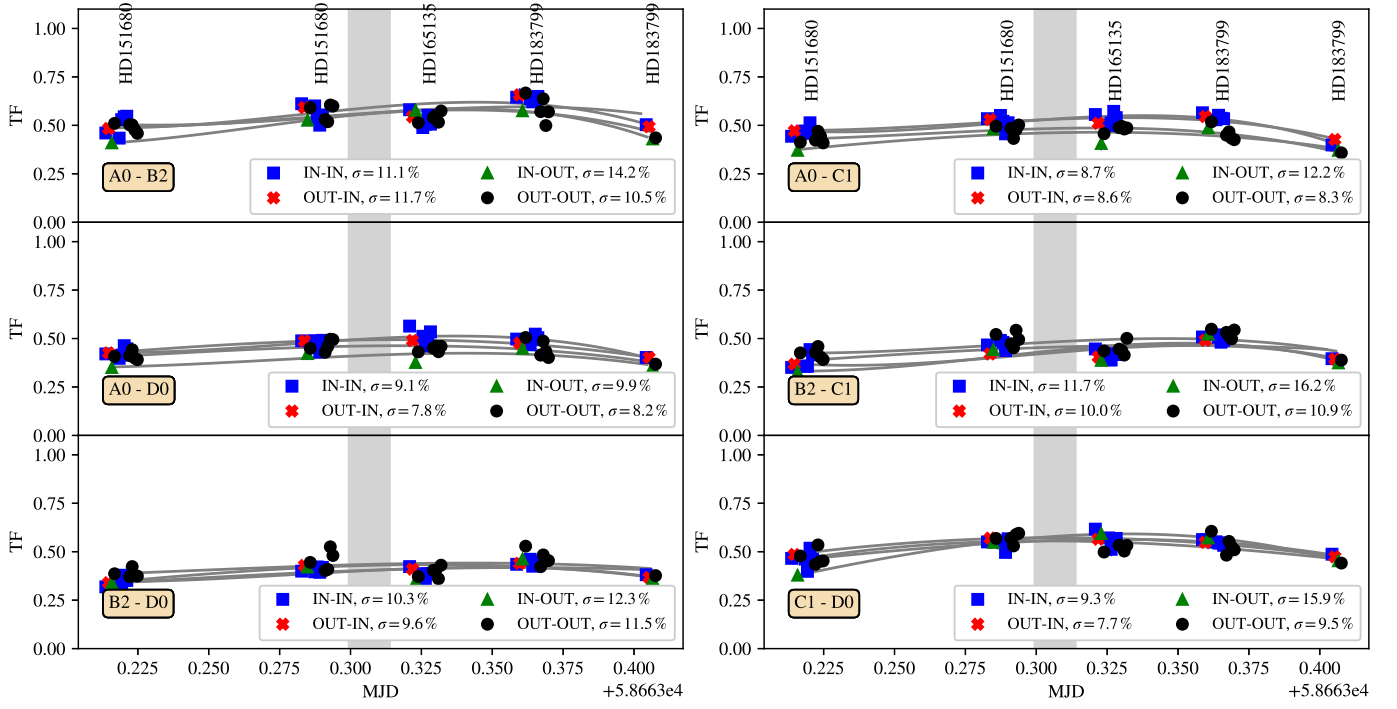 HD151680 HD151680 HD165135 HD183799 HD183799
1.00
0.75
TF
0.50
0.25
0.00
A0 - B2
IN-IN, σ=11.1% IN-OUT, σ=14.2%
OUT-IN, σ=11.7% OUT-OUT, σ=10.5%
1.00
0.75
TF
0.50
0.25
0.00
A0 - D0
IN-IN, σ=9.1% IN-OUT, σ=9.9%
OUT-IN, σ=7.8% OUT-OUT, σ=8.2%
1.00
0.75
TF
0.50
0.25
0.00
B2 - D0
IN-IN, σ=10.3% IN-OUT, σ=12.3%
OUT-IN, σ=9.6% OUT-OUT, σ=11.5%
0.225 0.250 0.275 0.300 0.325 0.350 0.375 0.400
MJD
+5.8663e4
HD151680 HD151680 HD165135 HD183799 HD183799
1.00
0.75
TF
0.50
0.25
0.00
A0 - C1
IN-IN, σ=8.7% IN-OUT, σ=12.2%
OUT-IN, σ=8.6% OUT-OUT, σ=8.3%
1.00
0.75
TF
0.50
0.25
0.00
B2 - C1
IN-IN, σ=11.7% IN-OUT, σ=16.2%
OUT-IN, σ=10.0% OUT-OUT, σ=10.9%
1.00
0.75
TF
0.50
0.25
0.00
C1 - D0
IN-IN, σ=9.3% IN-OUT, σ=15.9%
OUT-IN, σ=7.7% OUT-OUT, σ=9.5%
0.225 0.250 0.275 0.300 0.325 0.350 0.375 0.400
MJD
+5.8663e4